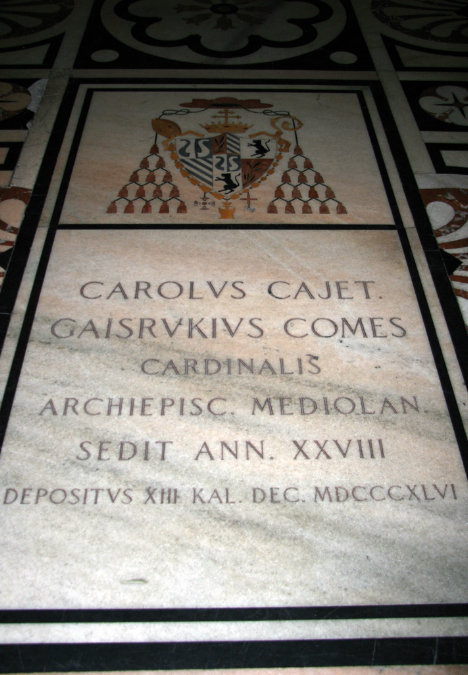 CAROLVS CAJET.
GAISRVKIVS COMES
CARDINALIS
ARCHIEPISC. MEDIOLAN.
SEDIT ANN. XXVIII
DEPOSITVS XIII KAL. DEC. MDCCCXLVI